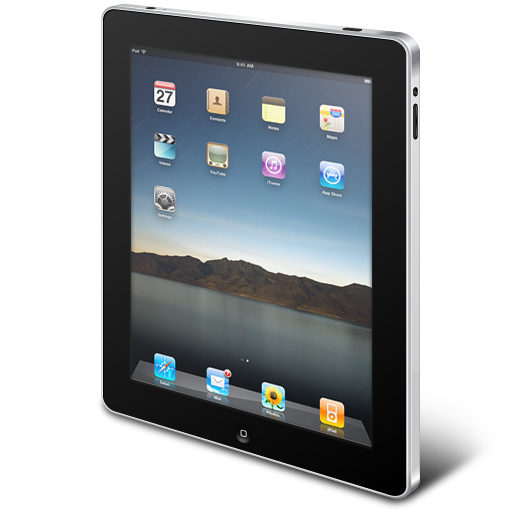 iPad
9:41 AM
27
Calendar
Contacts
Notes
Maps
Videos
YouTube
iTunes
App Store
Settings
Safari
Mail
Photos
iPod